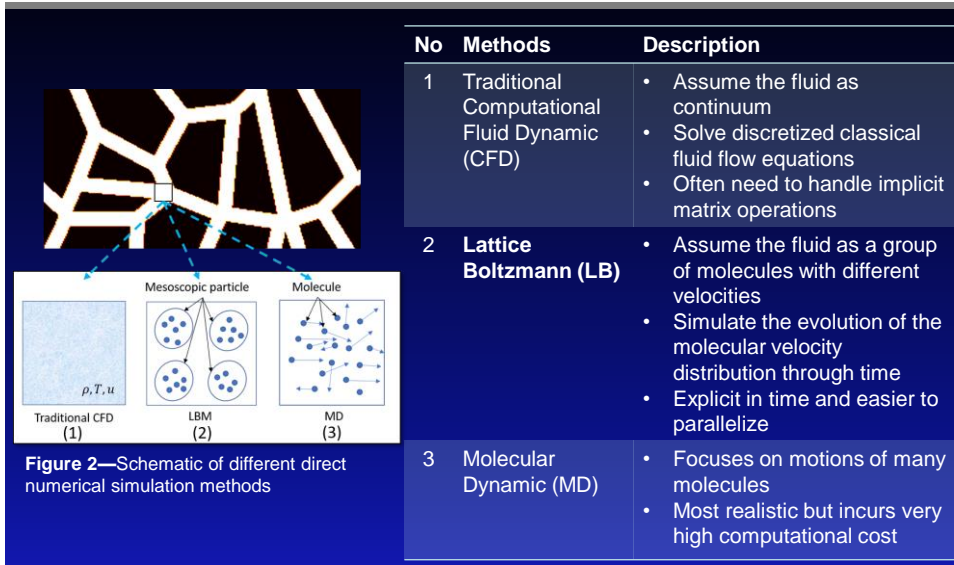 Mesoscopic particle
Molecule
ρ, T, u
Traditional CFD
LBM
MD
(1)
(2)
(3)
Figure 2—Schematic of different direct
numerical simulation methods
No Methods Description
1 Traditional
Computational
Fluid Dynamic
(CFD)
• Assume the fluid as
continuum
• Solve discretized classical
fluid flow equations
• Often need to handle implicit
matrix operations
2 Lattice
Boltzmann (LB)
• Assume the fluid as a group
of molecules with different
velocities
• Simulate the evolution of the
molecular velocity
distribution through time
• Explicit in time and easier to
parallelize
3 Molecular
Dynamic (MD)
• Focuses on motions of many
molecules
• Most realistic but incurs very
high computational cost